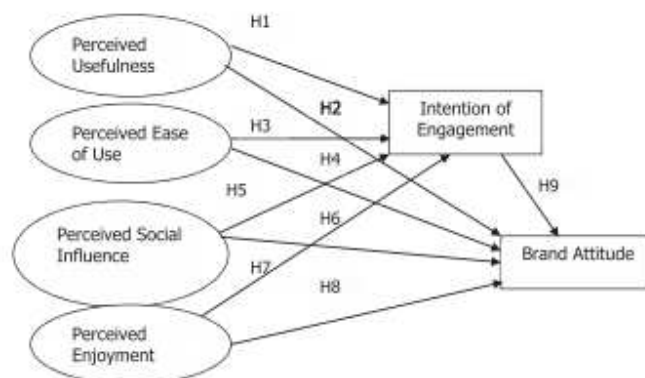 H1
Perceived
Usefulness
H2
Intention of
Engagement
H3
Perceived Ease
of Use
H4
H5
H9
H6
Perceived Social
Influence
Brand Attitude
H7
H8
Perceived
Enjoyment